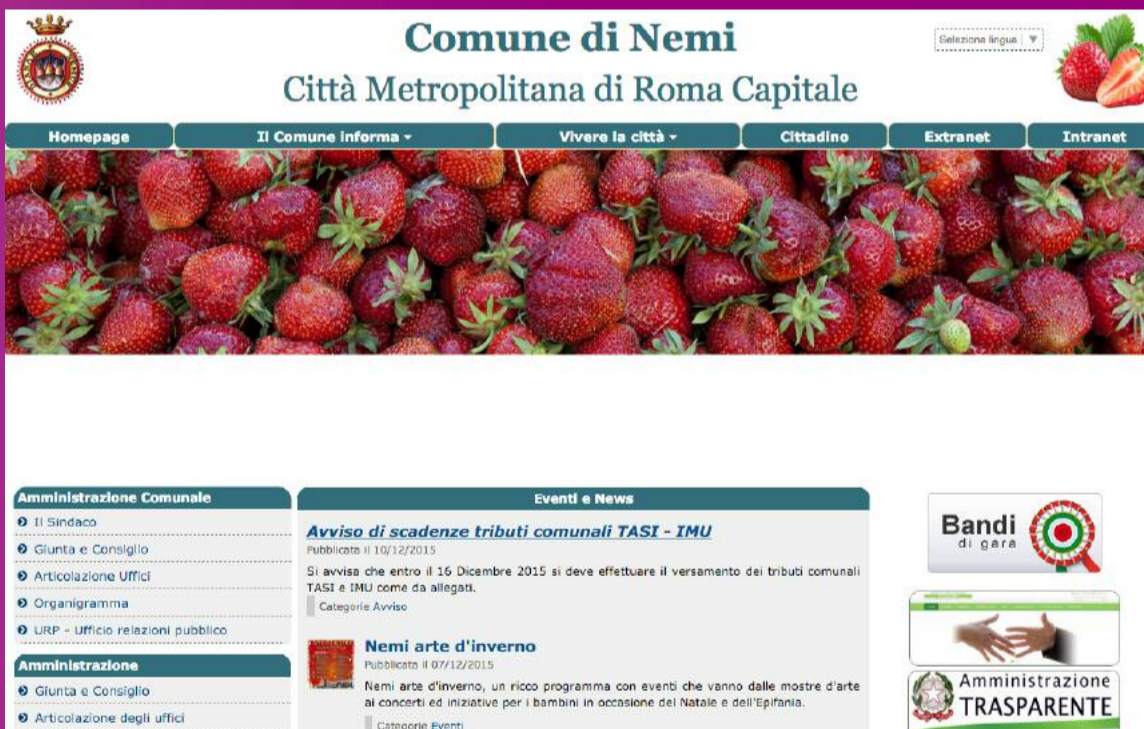 Comune di Nemi
Città Metropolitana di Roma Capitale
Seleziona lingua ▼
Homepage
Il Comune informa
Vivere la città
Cittadino
Extranet
Intranet
Amministrazione Comunale
Il Sindaco
Giunta e Consiglio
Articolazione Uffici
Organigramma
URP - Ufficio relazioni pubblico
Amministrazione
Giunta e Consiglio
Articolazione degli uffici
Eventi e News
Avviso di scadenze tributi comunali TASI - IMU
Pubblicata il 10/12/2015
Si avvisa che entro il 16 Dicembre 2015 si deve effettuare il versamento dei tributi comunali
TASI e IMU come da allegati.
Categorie Avviso
Nemi arte d'inverno
Pubblicata il 07/12/2015
Nemi arte d'inverno, un ricco programma con eventi che vanno dalle mostre d'arte
ai concerti ed iniziative per i bambini in occasione del Natale e dell'Epifania.
Categorie Eventi
Bandi
di gara
Amministrazione
TRASPARENTE